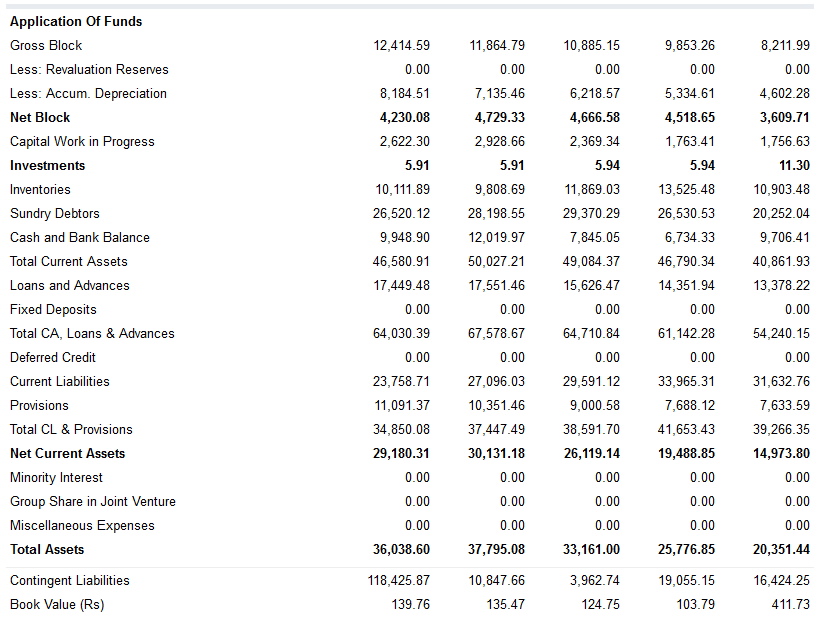 Application Of Funds
Gross Block 12,414.59 11,864.79 10,885.15 9,853.26 8,211.99
Less: Revaluation Reserves 0.00 0.00 0.00 0.00 0.00
Less: Accum. Depreciation 8,184.51 7,135.46 6,218.57 5,334.61 4,602.28
Net Block 4,230.08 4,729.33 4,666.58 4,518.65 3,609.71
Capital Work in Progress 2,622.30 2,928.66 2,369.34 1,763.41 1,756.63
Investments 5.91 5.91 5.94 5.94 11.30
Inventories 10,111.89 9,808.69 11,869.03 13,525.48 10,903.48
Sundry Debtors 26,520.12 28,198.55 29,370.29 26,530.53 20,252.04
Cash and Bank Balance 9,948.90 12,019.97 7,845.05 6,734.33 9,706.41
Total Current Assets 46,580.91 50,027.21 49,084.37 46,790.34 40,861.93
Loans and Advances 17,449.48 17,551.46 15,626.47 14,351.94 13,378.22
Fixed Deposits 0.00 0.00 0.00 0.00 0.00
Total CA, Loans & Advances 64,030.39 67,578.67 64,710.84 61,142.28 54,240.15
Deferred Credit 0.00 0.00 0.00 0.00 0.00
Current Liabilities 23,758.71 27,096.03 29,591.12 33,965.31 31,632.76
Provisions 11,091.37 10,351.46 9,000.58 7,688.12 7,633.59
Total CL & Provisions 34,850.08 37,447.49 38,591.70 41,653.43 39,266.35
Net Current Assets 29,180.31 30,131.18 26,119.14 19,488.85 14,973.80
Minority Interest 0.00 0.00 0.00 0.00 0.00
Group Share in Joint Venture 0.00 0.00 0.00 0.00 0.00
Miscellaneous Expenses 0.00 0.00 0.00 0.00 0.00
Total Assets 36,038.60 37,795.08 33,161.00 25,776.85 20,351.44
Contingent Liabilities 118,425.87 10,847.66 3,962.74 19,055.15 16,424.25
Book Value (Rs) 139.76 135.47 124.75 103.79 411.73